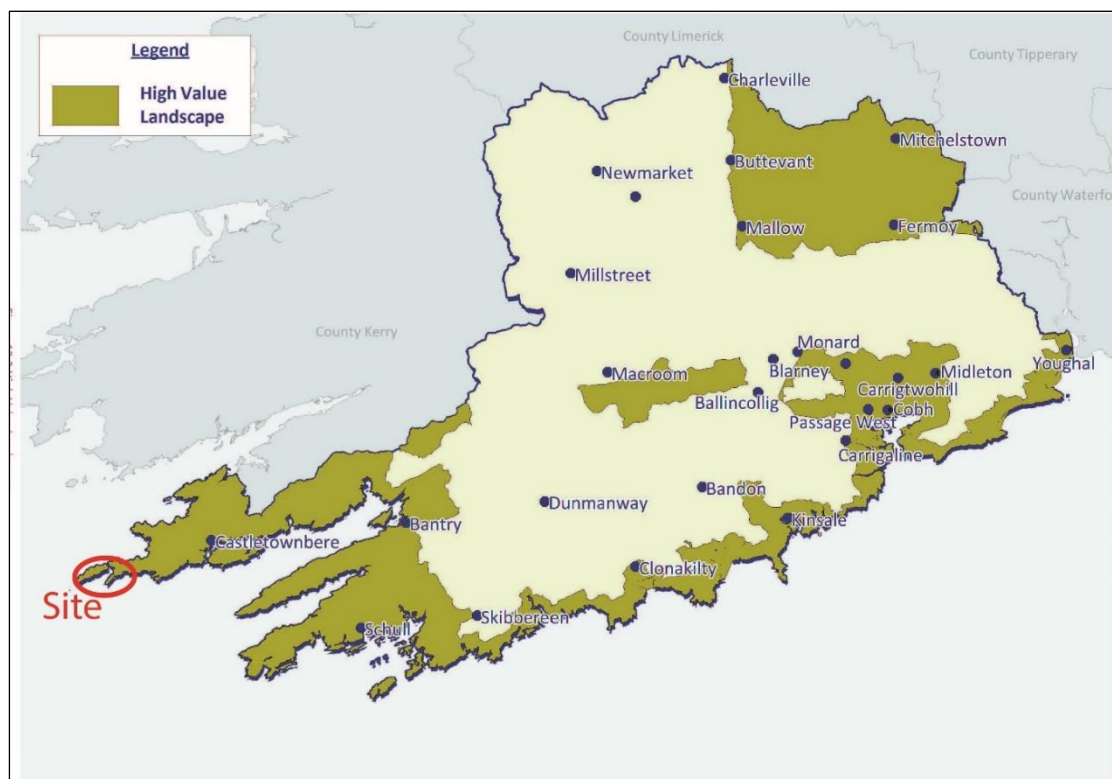 Legend
High Value
Landscape
County Limerick
County Tipperary
Charleville
Mitchelstown
Buttevant
Newmarket
County Waterfo
Mallow
Fermoy
Millstreet
County Kerry
Monard
Youghal
Blarney
Midleton
Macroom
Carrigtwohill
Ballincollig
Cobh
Passage West
Carrigaline
Bandon
Dunmanway
Kinsale
Bantry
Castletownbere
Clonakilty
Site
Skibbereen
Schull